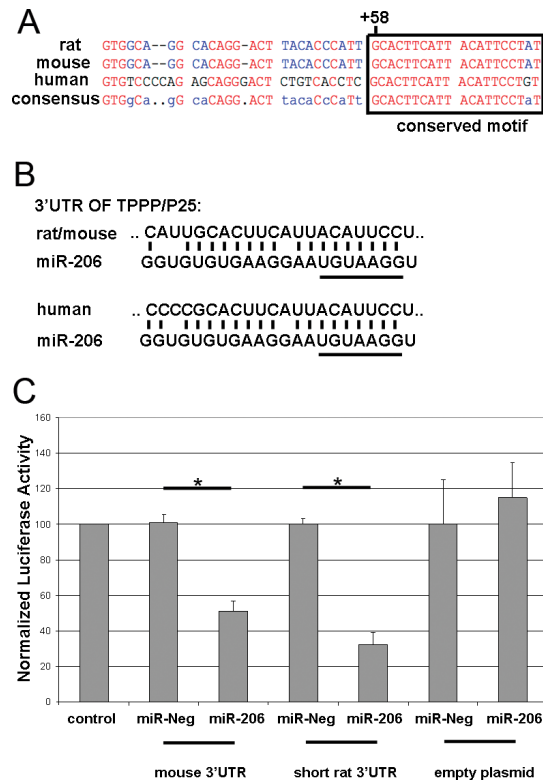 A
+58
rat GTGGCA--GG CACAGG-ACT TACACCCATT GCACTTCATT ACATTCCTAT
mouse GTGGCA--GG CACAGG-ACT TACACCCATT GCACTTCATT ACATTCCTAT
human GTGTCCCCAG AGCAGGGACT CTGTCACCTC GCACTTCATT ACATTCCTGT
consensus GTGgCa..gG caCAGG.ACT tacaCcCaTt GCACTTCATT ACATTCCTaT
conserved motif
B
3'UTR OF TPPP/P25:
rat/mouse .. CAUUGCACUUCAUUACAUUCCU..
miR-206 GGUGUGUGAAGGAAUGUAAGGU
human .. CCCCGCACUUCAUUACAUUCCU..
miR-206 GGUGUGUGAAGGAAUGUAAGGU
C
Normalized Luciferase Activity
160
140
120
100
80
60
40
20
0
* *
control miR-Neg miR-206 miR-Neg miR-206 miR-Neg miR-206
mouse 3'UTR short rat 3'UTR empty plasmid